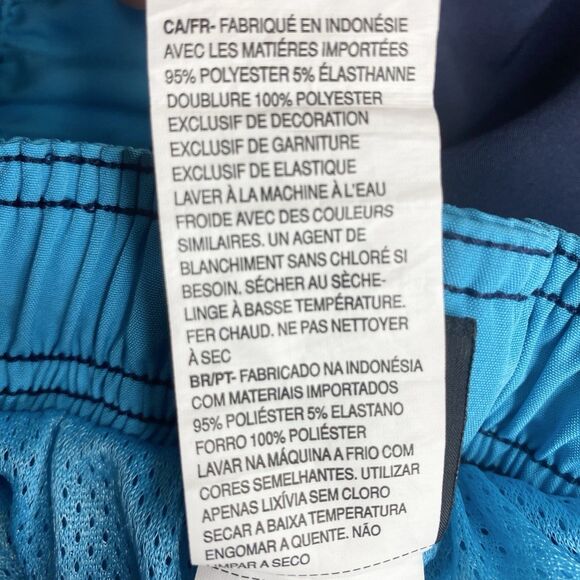 CA/FR- FABRIQUÉ EN INDONÉSIE
AVEC LES MATIÉRES IMPORTÉES
95% POLYESTER 5% ÉLASTHANNE
DOUBLURE 100% POLYESTER
EXCLUSIF DE DECORATION
EXCLUSIF DE GARNITURE
EXCLUSIF DE ELASTIQUE
LAVER À LA MACHINE À L'EAU
FROIDE AVEC DES COULEURS
SIMILAIRES. UN AGENT DE
BLANCHIMENT SANS CHLORÉ SI
BESOIN. SÉCHER AU SÈCHE-
LINGE À BASSE TEMPÉRATURE.
FER CHAUD. NE PAS NETTOYER
À SEC
BR/PT- FABRICADO NA INDONÉSIA
COM MATERIAIS IMPORTADOS
95% POLIÉSTER 5% ELASTANO
FORRO 100% POLIÉSTER
LAVAR NA MÁQUINA A FRIO COM
CORES SEMELHANTES. UTILIZAR
APENAS LIXÍVIA SEM CLORO
SECAR A BAIXA TEMPERATURA
ENGOMAR A QUENTE. NÃO
LIMPAR A SECO